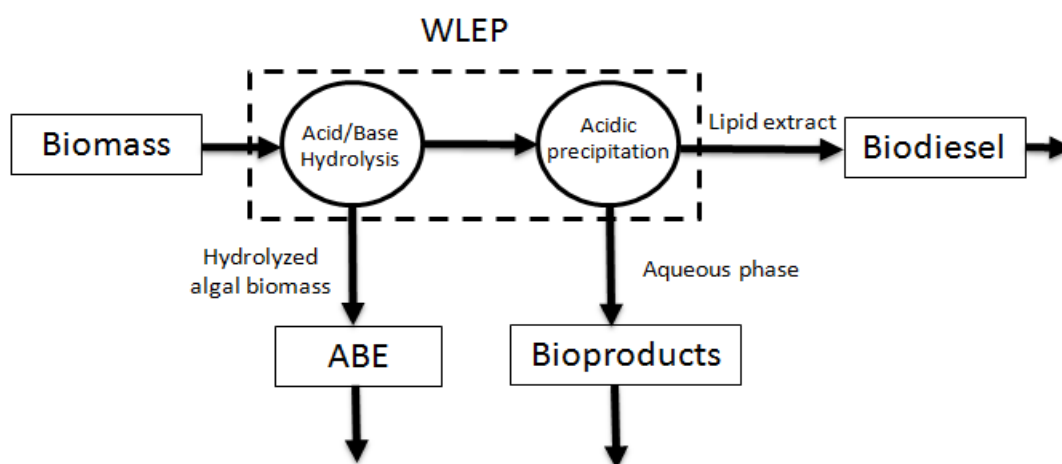 WLEP
Biomass
Acid/Base
Hydrolysis
Acidic
precipitation
Lipid extract
Biodiesel
Hydrolyzed
algal biomass
Aqueous phase
ABE
Bioproducts